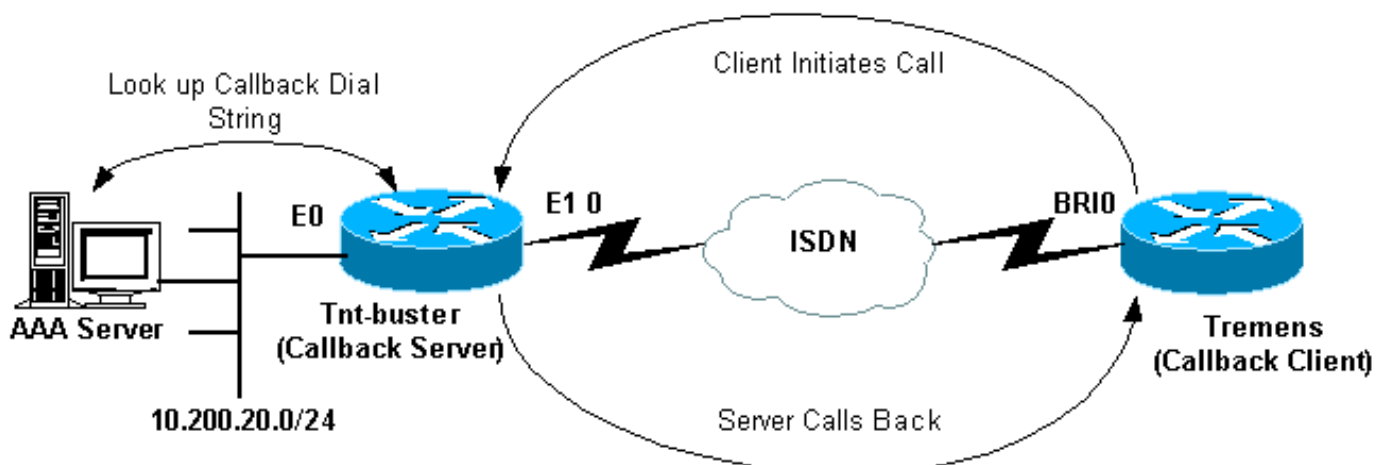 Client Initiates Call
Look up Callback Dial
String
E0
E1 0
ISDN
BRI0
AAA Server
Tnt-buster
(Callback Server)
Tremens
(Callback Client)
10.200.20.0/24
Server Calls Back